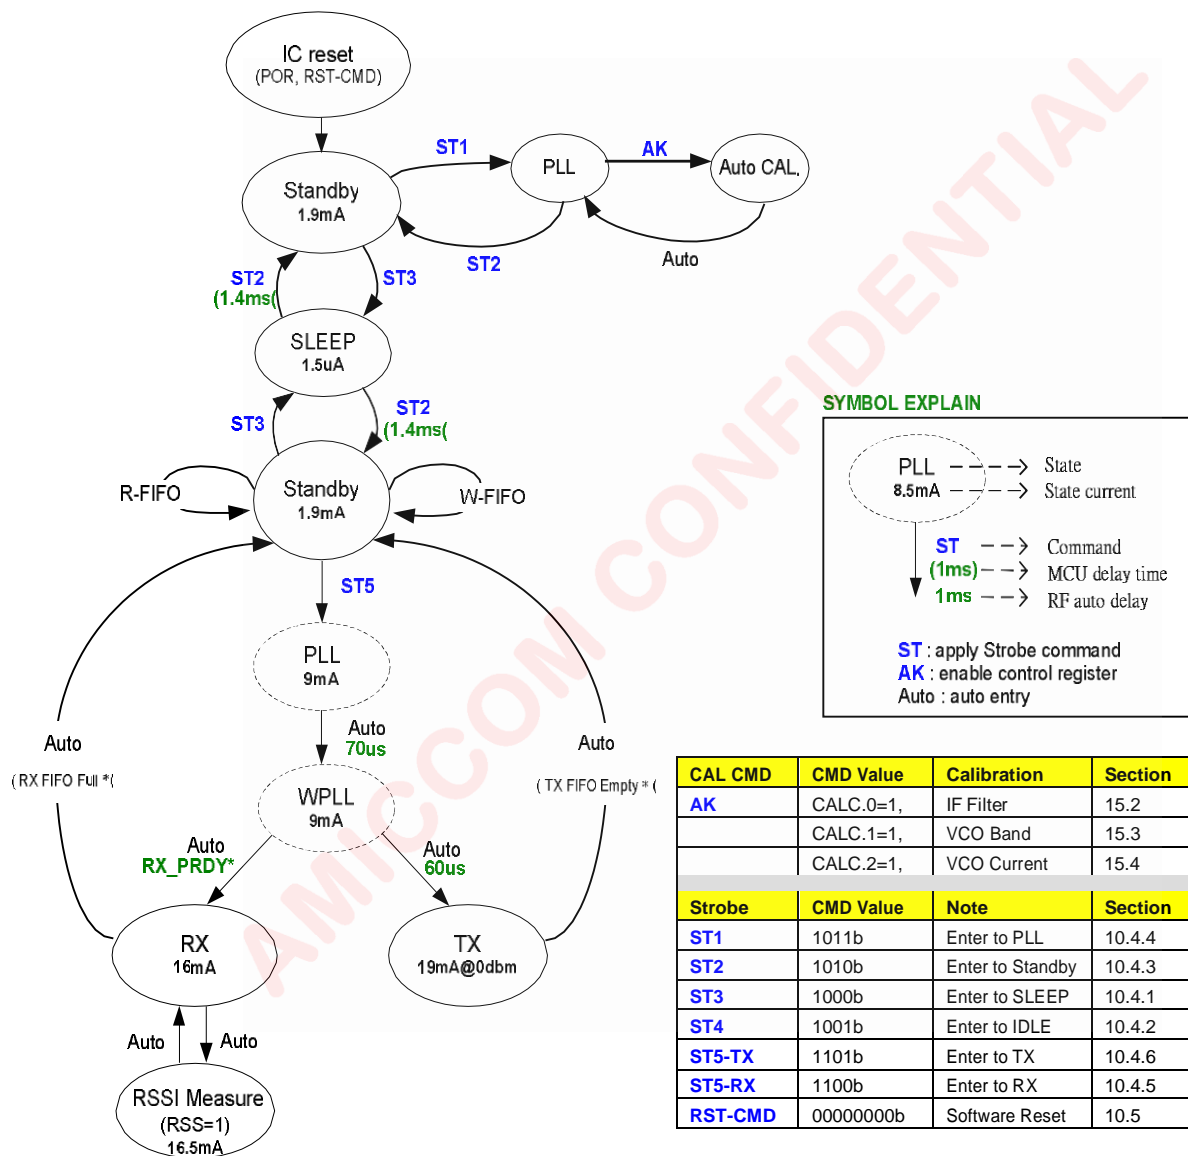 IC reset
(POR, RST-CMD)
ST1
AK
PLL
Auto CAL.
Standby
1.9mA
ST2
Auto
ST2
(1.4ms(
ST3
SLEEP
1.5uA
ST3
ST2
(1.4ms(
R-FIFO
Standby
1.9mA
W-FIFO
ST5
PLL
9mA
Auto
70us
WPLL
9mA
Auto
( RX FIFO Full *(
Auto
( TX FIFO Empty * (
Auto
RX_PRDY*
Auto
60us
RX
16mA
TX
19mA@0dbm
Auto
Auto
RSSI Measure
(RSS=1)
16.5mA
SYMBOL EXPLAIN
PLL State
8.5mA State current
ST Command
(1ms) MCU delay time
1ms RF auto delay
ST : apply Strobe command
AK : enable control register
Auto : auto entry
CAL CMD CMD Value Calibration Section
AK CALC.0=1, IF Filter 15.2
CALC.1=1, VCO Band 15.3
CALC.2=1, VCO Current 15.4
Strobe CMD Value Note Section
ST1 1011b Enter to PLL 10.4.4
ST2 1010b Enter to Standby 10.4.3
ST3 1000b Enter to SLEEP 10.4.1
ST4 1001b Enter to IDLE 10.4.2
ST5-TX 1101b Enter to TX 10.4.6
ST5-RX 1100b Enter to RX 10.4.5
RST-CMD 00000000b Software Reset 10.5
AMICCOM CONFIDENTIAL